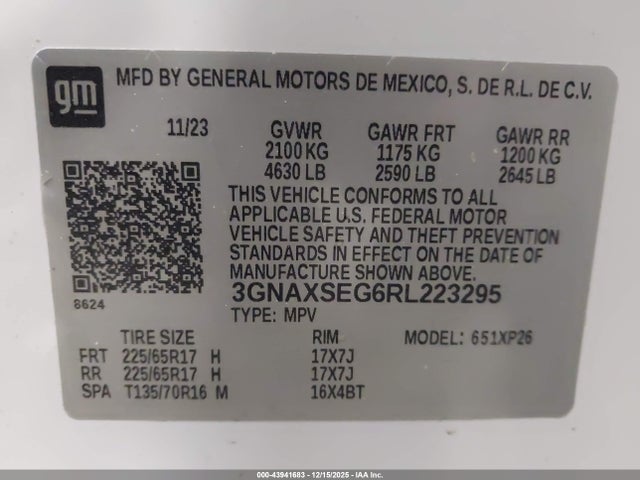 gm
MFD BY GENERAL MOTORS DE MEXICO, S. DE R.L. DE C.V.
11/23 GVWR GAWR FRT GAWR RR
2100 KG 1175 KG 1200 KG
4630 LB 2590 LB 2645 LB
THIS VEHICLE CONFORMS TO ALL
APPLICABLE U.S. FEDERAL MOTOR
VEHICLE SAFETY AND THEFT PREVENTION
STANDARDS IN EFFECT ON THE DATE OF
MANUFACTURE SHOWN ABOVE.
8624
3GNAXSEG6RL223295
TYPE: MPV
TIRE SIZE RIM MODEL: 651XP26
FRT 225/65R17 H 17X7J
RR 225/65R17 H 17X7J
SPA T135/70R16 M 16X4BT
000-43941683 - 12/15/2025 - IAA Inc.